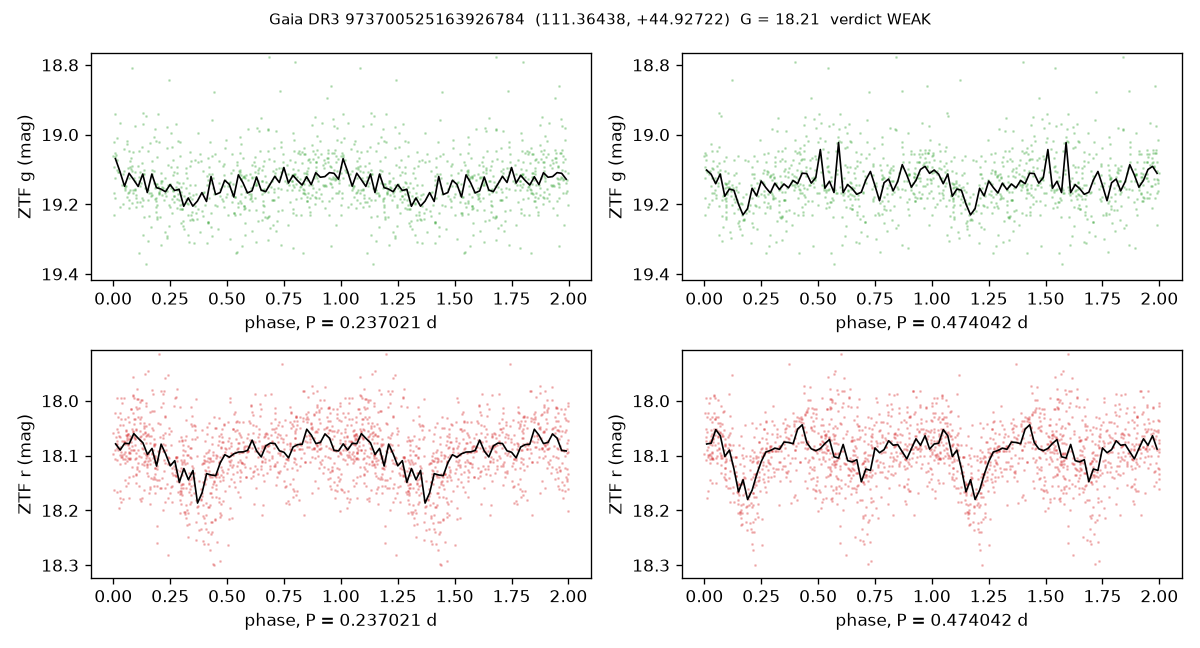 Gaia DR3 973700525163926784  (111.36438, +44.92722)  G = 18.21  verdict WEAK
ZTF g (mag)
18.8
19.0
19.2
19.4
0.00 0.25 0.50 0.75 1.00 1.25 1.50 1.75 2.00
phase, P = 0.237021 d
ZTF g (mag)
18.8
19.0
19.2
19.4
0.00 0.25 0.50 0.75 1.00 1.25 1.50 1.75 2.00
phase, P = 0.474042 d
ZTF r (mag)
18.0
18.1
18.2
18.3
0.00 0.25 0.50 0.75 1.00 1.25 1.50 1.75 2.00
phase, P = 0.237021 d
ZTF r (mag)
18.0
18.1
18.2
18.3
0.00 0.25 0.50 0.75 1.00 1.25 1.50 1.75 2.00
phase, P = 0.474042 d